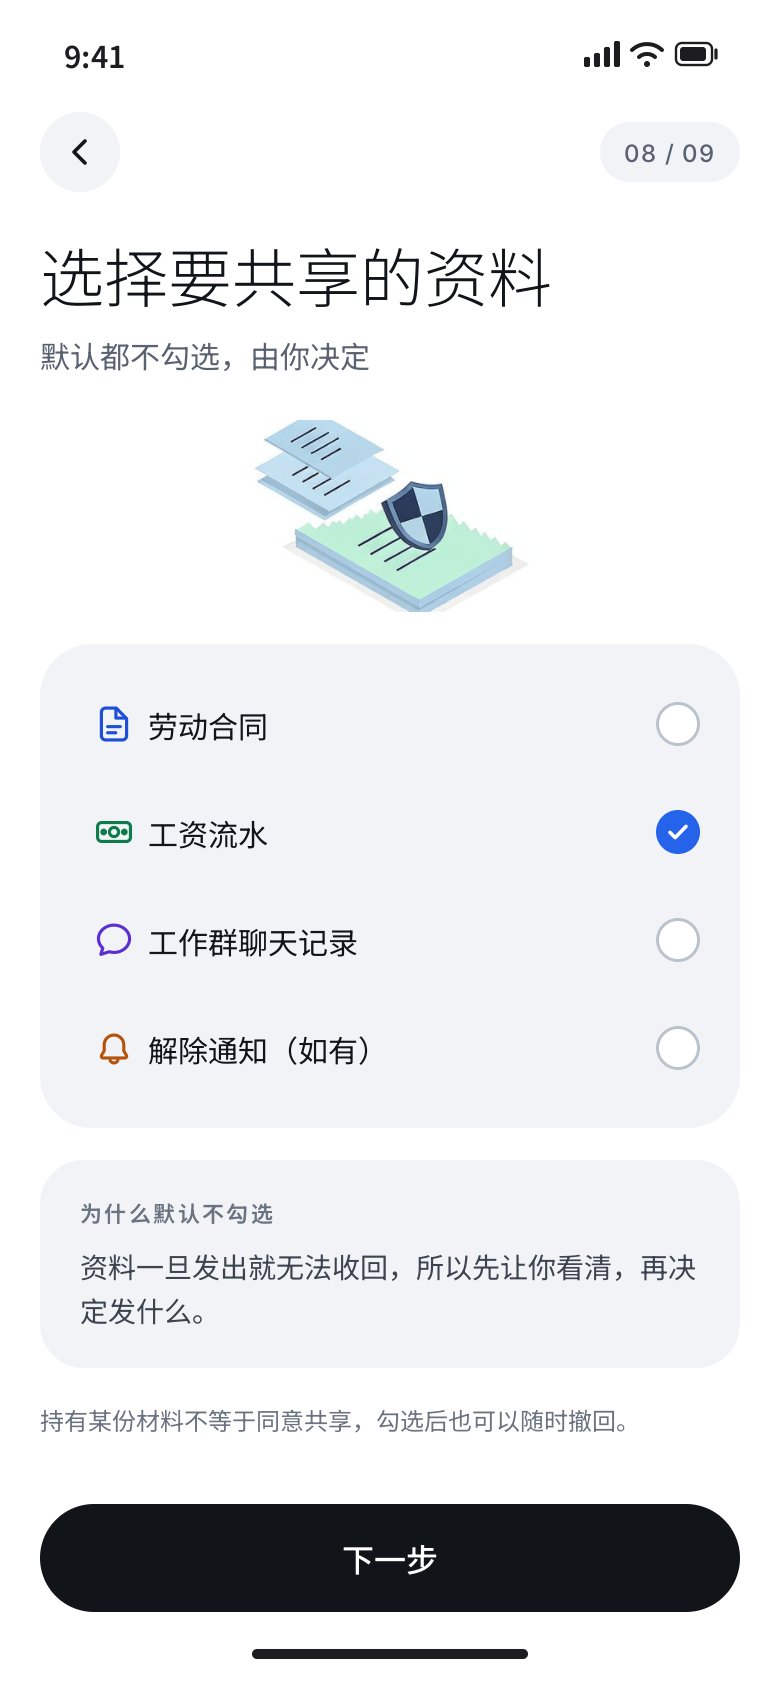 9:41
08 / 09
选择要共享的资料
默认都不勾选，由你决定
劳动合同
工资流水
工作群聊天记录
解除通知（如有）
为什么默认不勾选
资料一旦发出就无法收回，所以先让你看清，再决
定发什么。
持有某份材料不等于同意共享，勾选后也可以随时撤回。
下一步